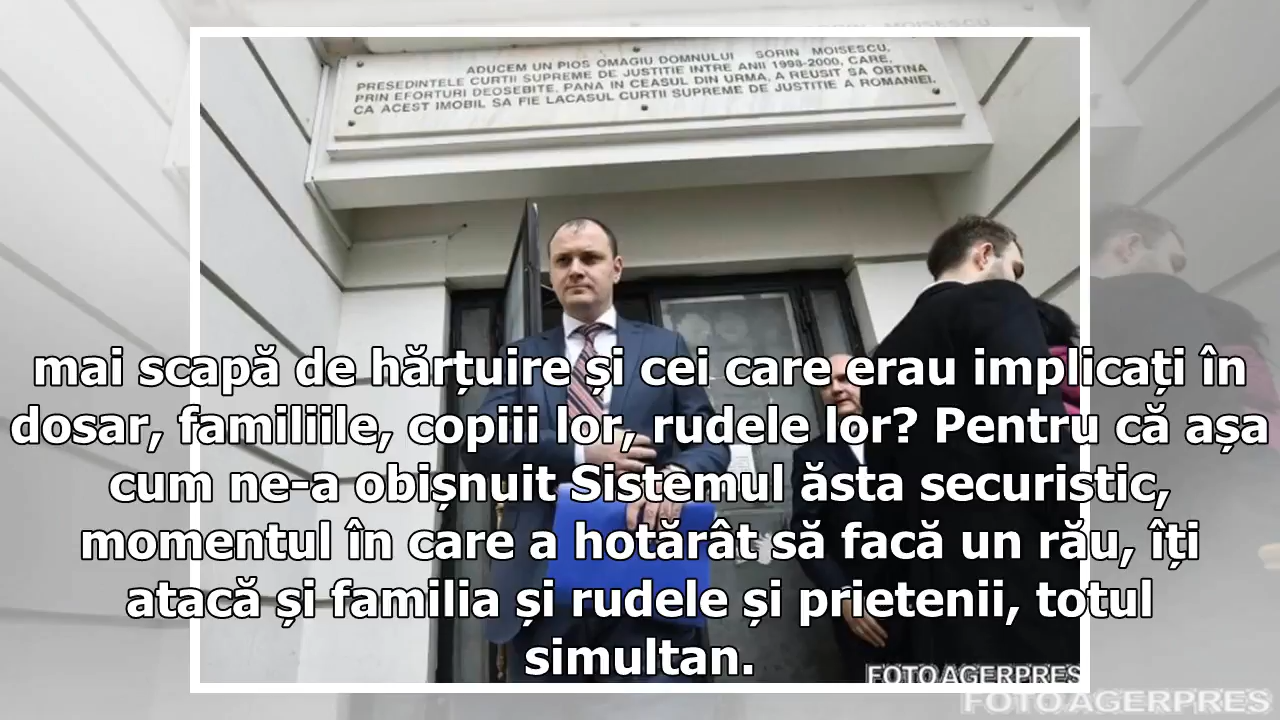 ADUCEM UN PIOS OMAGIU DOMNULUI SORIN MOISESCU,
PRESEDINTELE CURTII SUPREME DE JUSTITIE INTRE ANII 1998-2000, CARE,
PRIN EFORTURI DEOSEBITE, PANA IN CEASUL DIN URMA, A REUSIT SA OBTINA
CA ACEST IMOBIL SA FIE LACASUL CURTII SUPREME DE JUSTITIE A ROMANIEI.
mai scapă de hărțuire și cei care erau implicați în
dosar, familiile, copiii lor, rudele lor? Pentru că așa
cum ne-a obișnuit Sistemul ăsta securistic,
momentul în care a hotărât să facă un rău, îți
atacă și familia și rudele și prietenii, totul
simultan.
FOTO AGERPRES
FOTO AGERPRES